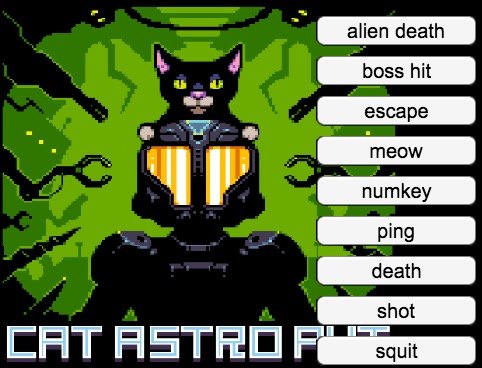 alien death
boss hit
escape
meow
numkey
ping
death
shot
CAT ASTRO
squit